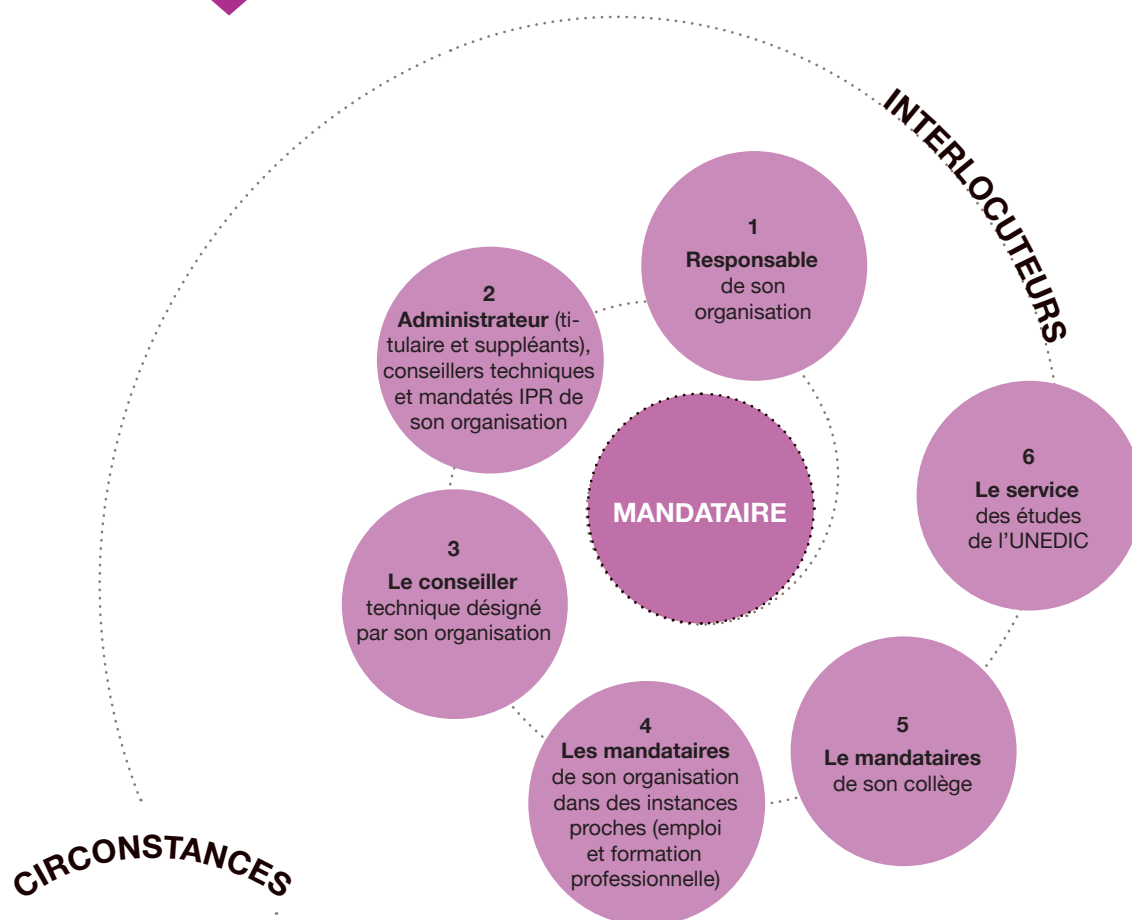 INTERLOCUTEURS
1
Responsable
de son
organisation
2
Administrateur (ti-
tulaire et suppléants),
conseillers techniques
et mandatés IPR de
son organisation
MANDATAIRE
3
Le conseiller
technique désigné
par son organisation
4
Les mandataires
de son organisation
dans des instances
proches (emploi
et formation
professionnelle)
5
Le mandataires
de son collège
6
Le service
des études
de l’UNEDIC
CIRCONSTANCES